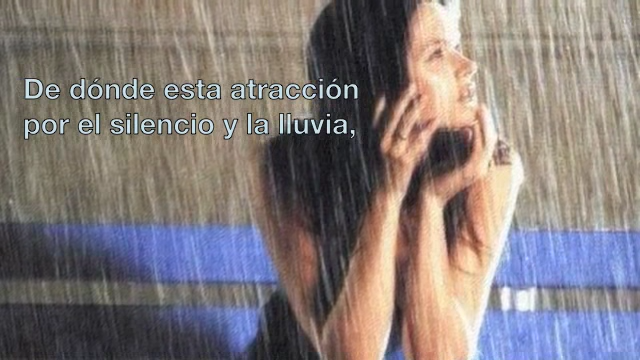 De dónde esta atracción
por el silencio y la lluvia,